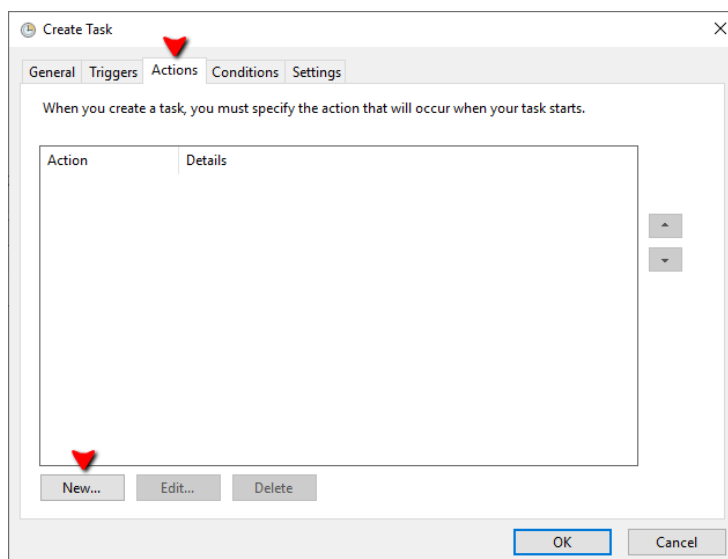 Create Task
General Triggers Actions Conditions Settings
When you create a task, you must specify the action that will occur when your task starts.
Action Details
New... Edit... Delete
OK Cancel